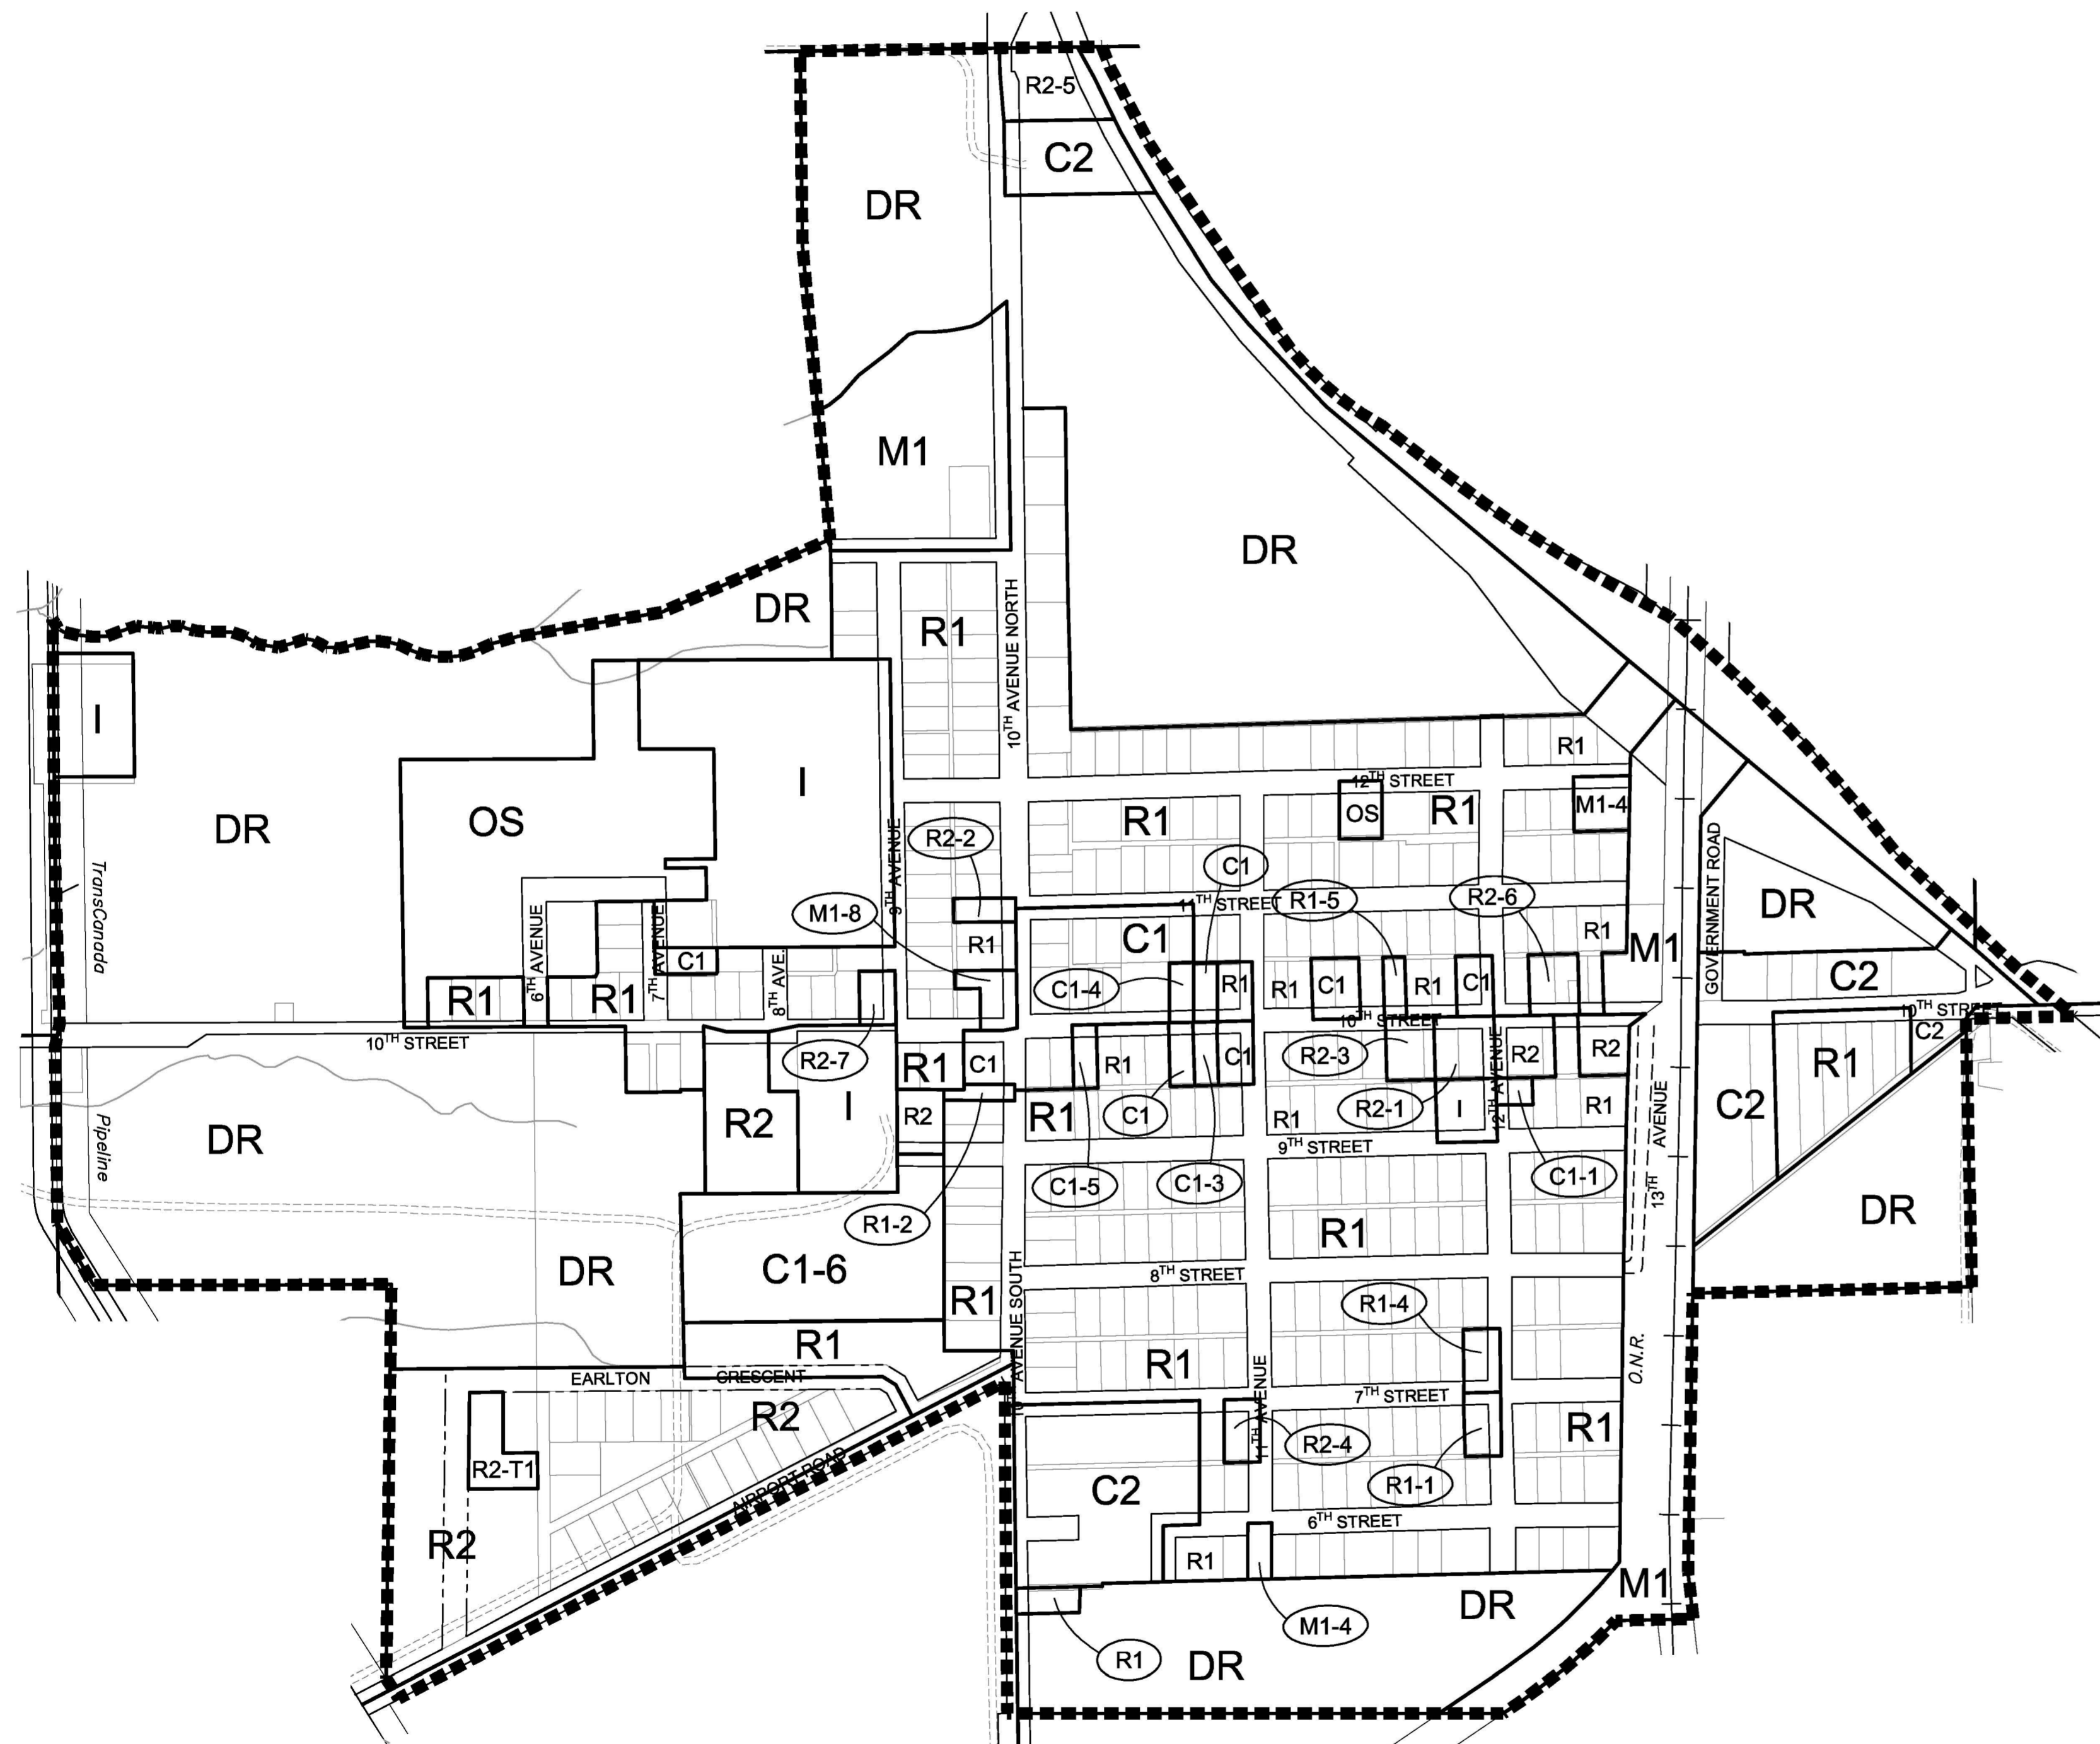 R2-5
C2
DR
M1
DR
DR
R1
10TH AVENUE NORTH
I
R1
I
12TH STREET
M1-4
OS
R1
R1
OS
DR
R2-2
9TH AVENUE
C1
GOVERNMENT ROAD
DR
TransCanada
M1-8
11TH STREET
R1-5
R2-6
6TH AVENUE
7TH AVENUE
R1
C1
R1
M1
C1
8TH AVE.
C1-4
R1
R1
C1
R1
C1
C2
R1
R1
10TH STREET
10TH STREET
10TH STREET
C2
R2-7
R1
C1
R1
C1
R2-3
12TH AVENUE
R2
R2
R1
R2
I
R2
R1
C1
R1
R2-1
I
R1
C2
DR
Pipeline
9TH STREET
C1-5
C1-3
C1-1
13TH AVENUE
R1-2
DR
R1
DR
C1-6
R1
8TH STREET
R1-4
10TH AVENUE SOUTH
R1
R1
O.N.R.
EARLTON CRESCENT
7TH STREET
R2
11TH AVENUE
R1
R2-4
R2-T1
AIRPORT ROAD
R1-1
C2
6TH STREET
R2
R1
M1
DR
M1-4
R1
DR